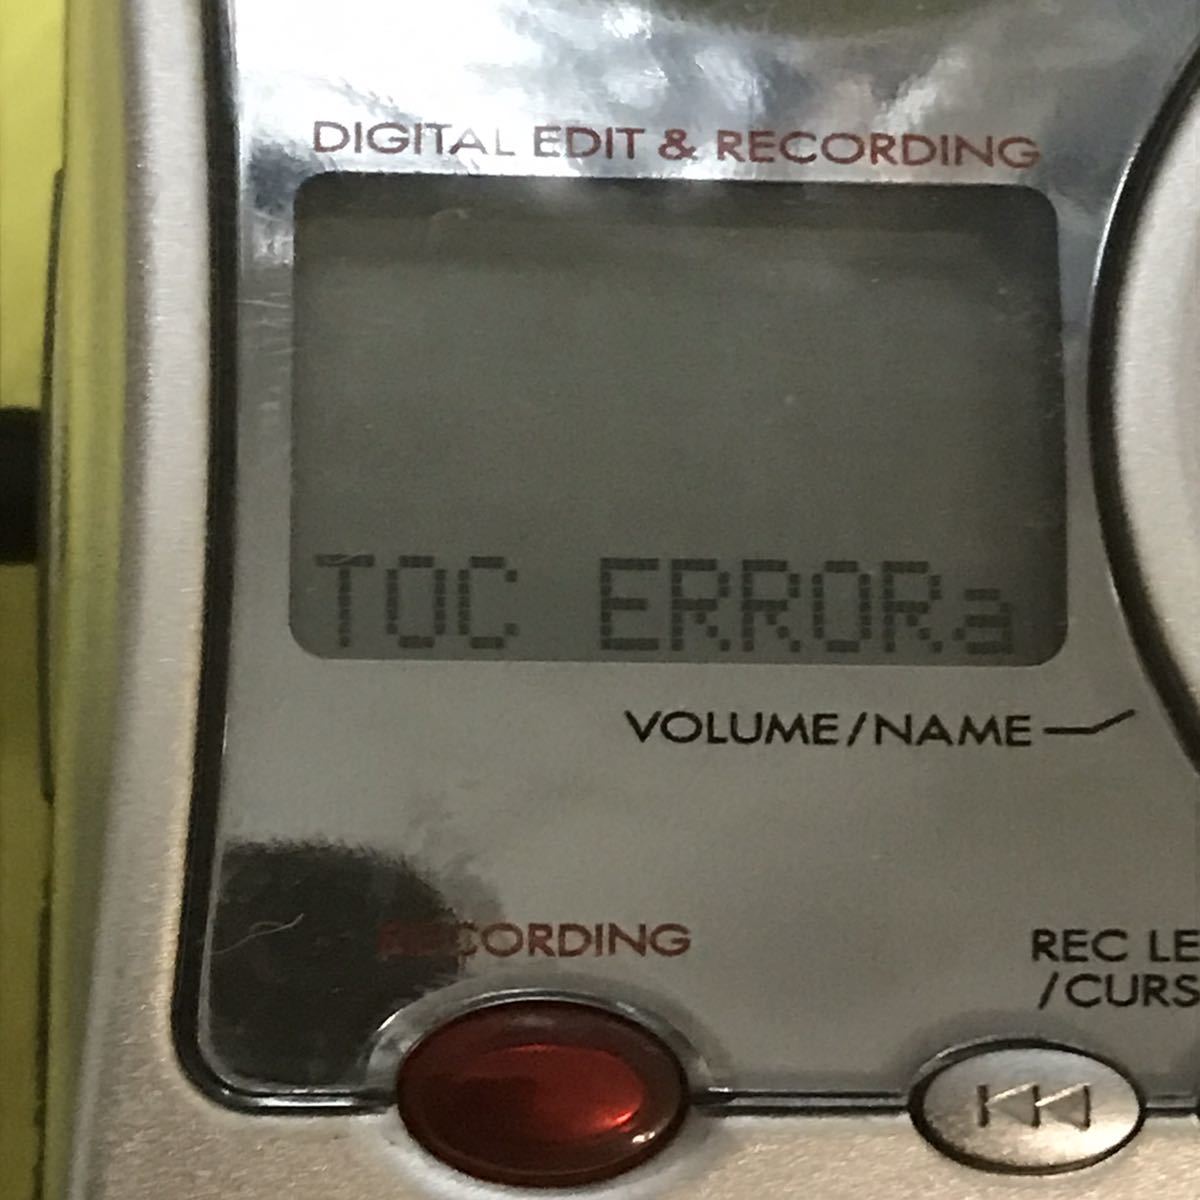 DIGITAL EDIT & RECORDING
TOC ERRORa
VOLUME/NAME
RECORDING
REC LE
/CURS